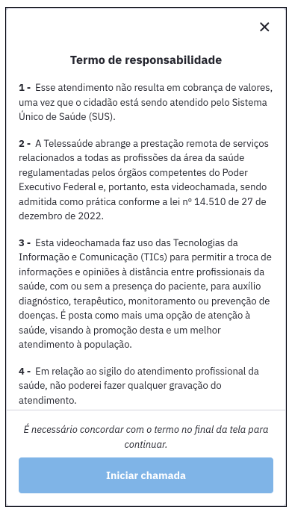 Termo de responsabilidade
1 - Esse atendimento não resulta em cobrança de valores,
uma vez que o cidadão está sendo atendido pelo Sistema
Único de Saúde (SUS).
2 - A Telessaúde abrange a prestação remota de serviços
relacionados a todas as profissões da área da saúde
regulamentadas pelos órgãos competentes do Poder
Executivo Federal e, portanto, esta videochamada, sendo
admitida como prática conforme a lei nº 14.510 de 27 de
dezembro de 2022.
3 - Esta videochamada faz uso das Tecnologias da
Informação e Comunicação (TICs) para permitir a troca de
informações e opiniões à distância entre profissionais da
saúde, com ou sem a presença do paciente, para auxílio
diagnóstico, terapêutico, monitoramento ou prevenção de
doenças. É posta como mais uma opção de atenção à
saúde, visando à promoção desta e um melhor
atendimento à população.
4 - Em relação ao sigilo do atendimento profissional da
saúde, não poderei fazer qualquer gravação do
atendimento.
É necessário concordar com o termo no final da tela para
continuar.
Iniciar chamada